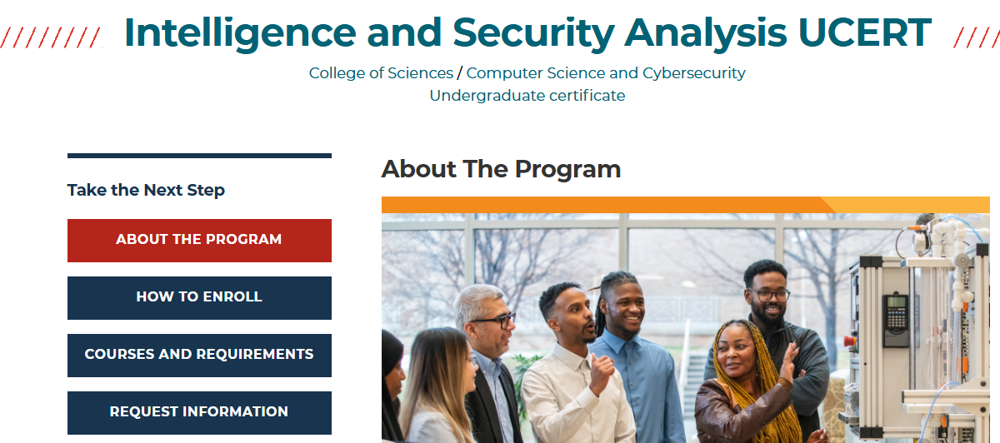 Intelligence and Security Analysis UCERT
College of Sciences / Computer Science and Cybersecurity
Undergraduate certificate
Take the Next Step
ABOUT THE PROGRAM
HOW TO ENROLL
COURSES AND REQUIREMENTS
REQUEST INFORMATION
About The Program